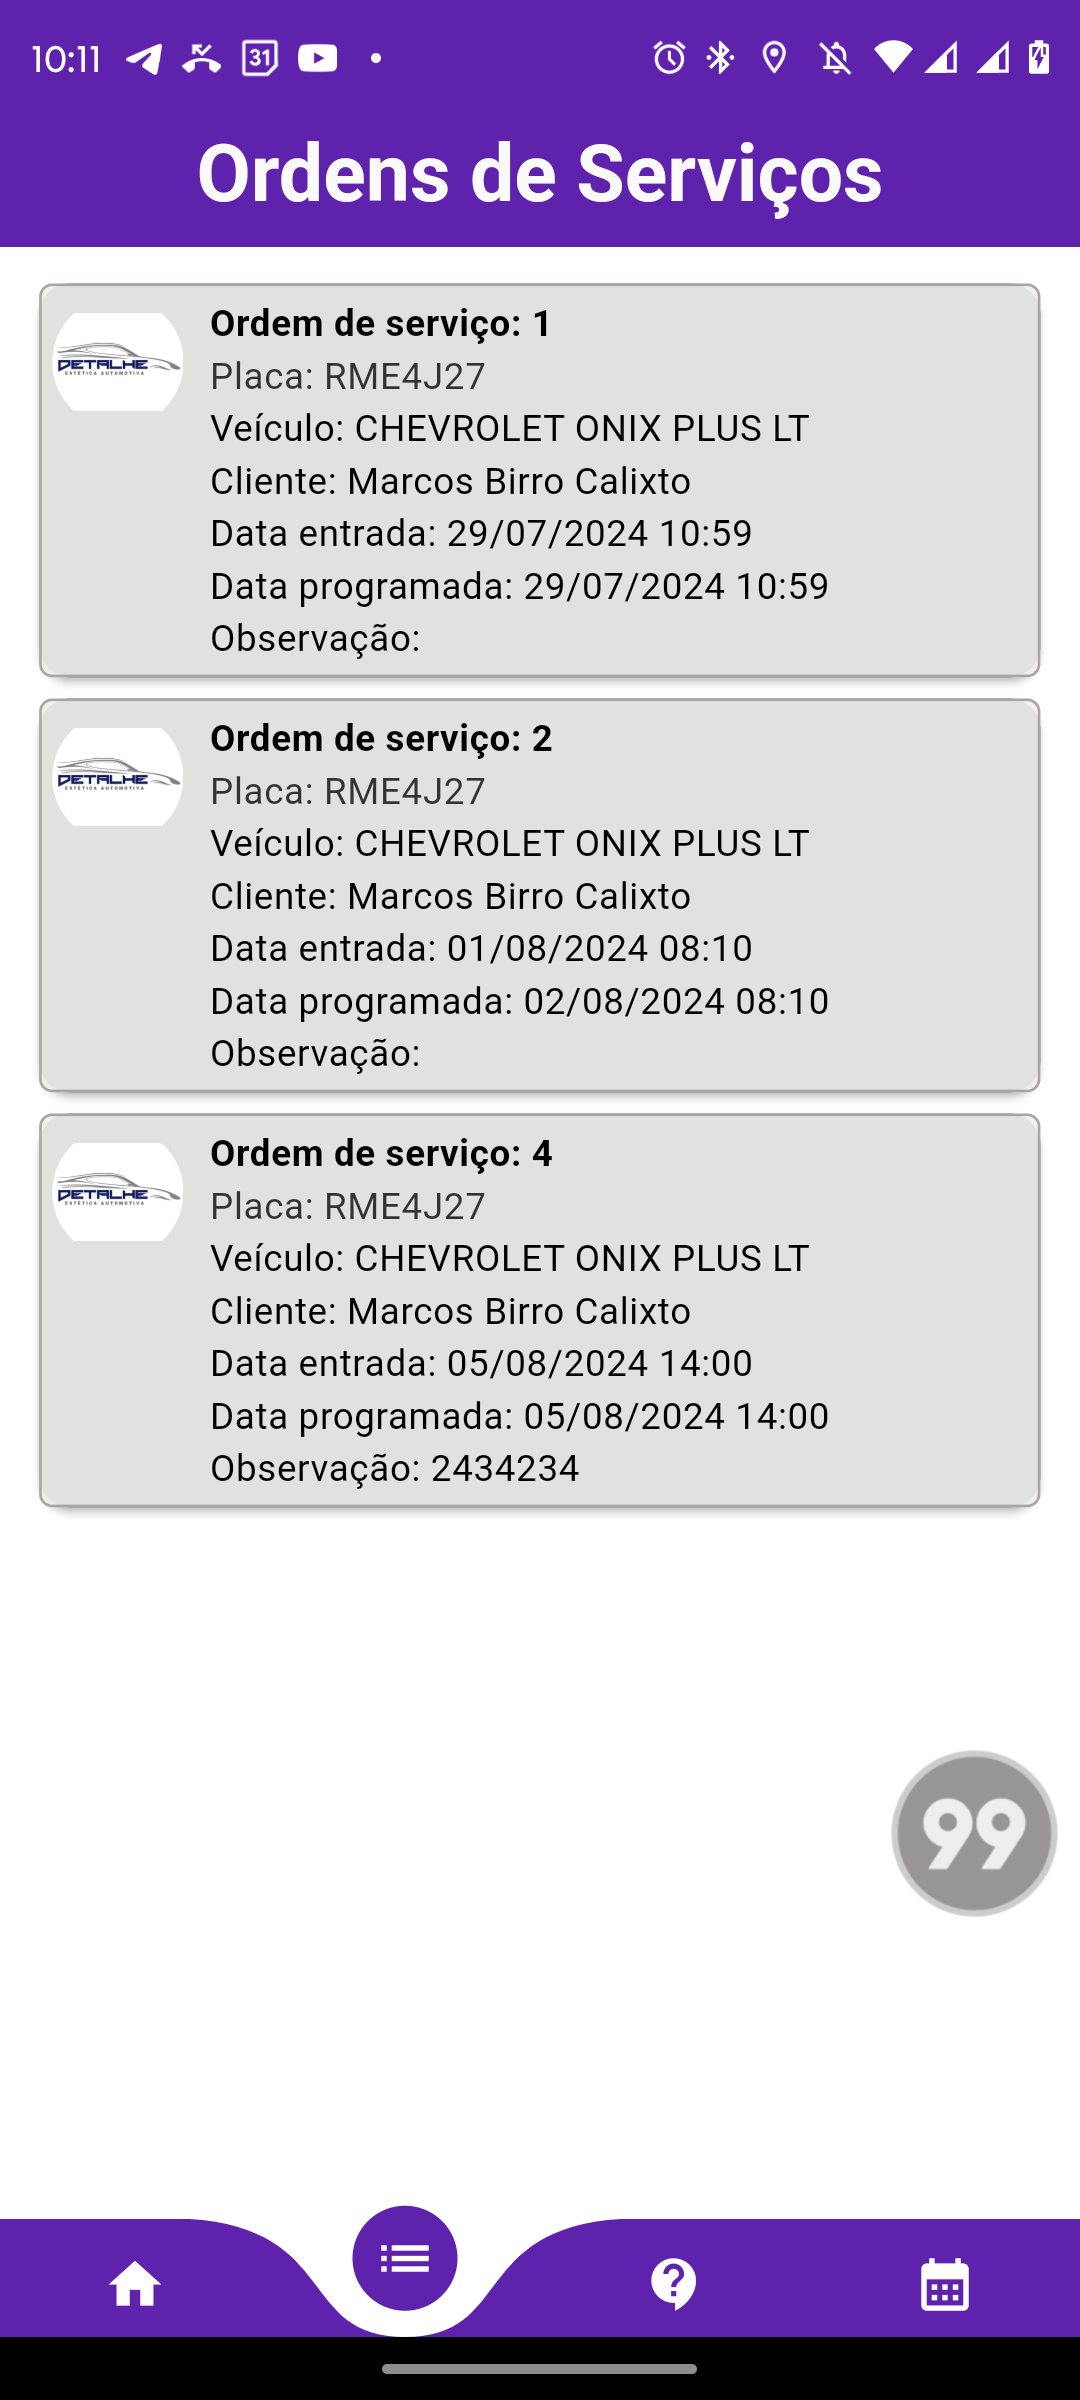 10:11
31
Ordens de Serviços
DETALHE
ESTÉTICA AUTOMOTIVA
Ordem de serviço: 1
Placa: RME4J27
Veículo: CHEVROLET ONIX PLUS LT
Cliente: Marcos Birro Calixto
Data entrada: 29/07/2024 10:59
Data programada: 29/07/2024 10:59
Observação:
DETALHE
ESTÉTICA AUTOMOTIVA
Ordem de serviço: 2
Placa: RME4J27
Veículo: CHEVROLET ONIX PLUS LT
Cliente: Marcos Birro Calixto
Data entrada: 01/08/2024 08:10
Data programada: 02/08/2024 08:10
Observação:
DETALHE
ESTÉTICA AUTOMOTIVA
Ordem de serviço: 4
Placa: RME4J27
Veículo: CHEVROLET ONIX PLUS LT
Cliente: Marcos Birro Calixto
Data entrada: 05/08/2024 14:00
Data programada: 05/08/2024 14:00
Observação: 2434234
99